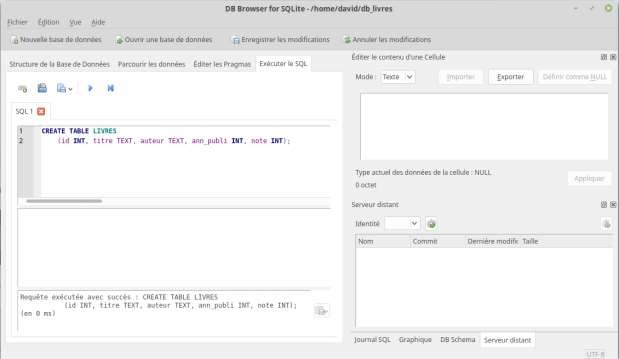 DB Browser for SQLite - /home/david/db_livres
Fichier Édition Vue Aide
Nouvelle base de données Ouvrir une base de données Enregistrer les modifications Annuler les modifications
Structure de la Base de Données Parcourir les données Éditer les Pragmas Exécuter le SQL
SQL 1
1 CREATE TABLE LIVRES
2 (id INT, titre TEXT, auteur TEXT, ann_publi INT, note INT);
Requête exécutée avec succès : CREATE TABLE LIVRES
(id INT, titre TEXT, auteur TEXT, ann_publi INT, note INT);
(en 0 ms)
Éditer le contenu d'une Cellule
Mode : Texte Importer Exporter Définir comme NULL
Type actuel des données de la cellule : NULL
0 octet
Appliquer
Serveur distant
Identité
Nom Commit Dernière modific Taille
Journal SQL Graphique DB Schema Serveur distant
UTF-8